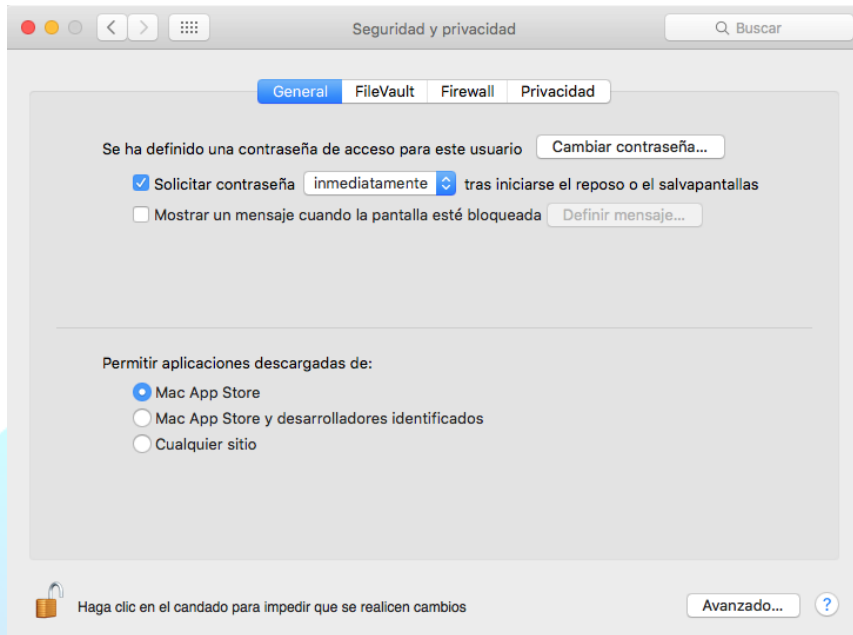 Seguridad y privacidad
Buscar
General FileVault Firewall Privacidad
Se ha definido una contraseña de acceso para este usuario Cambiar contraseña...
Solicitar contraseña inmediatamente tras iniciarse el reposo o el salvapantallas
Mostrar un mensaje cuando la pantalla esté bloqueada Definir mensaje...
Permitir aplicaciones descargadas de:
Mac App Store
Mac App Store y desarrolladores identificados
Cualquier sitio
Haga clic en el candado para impedir que se realicen cambios Avanzado... ?